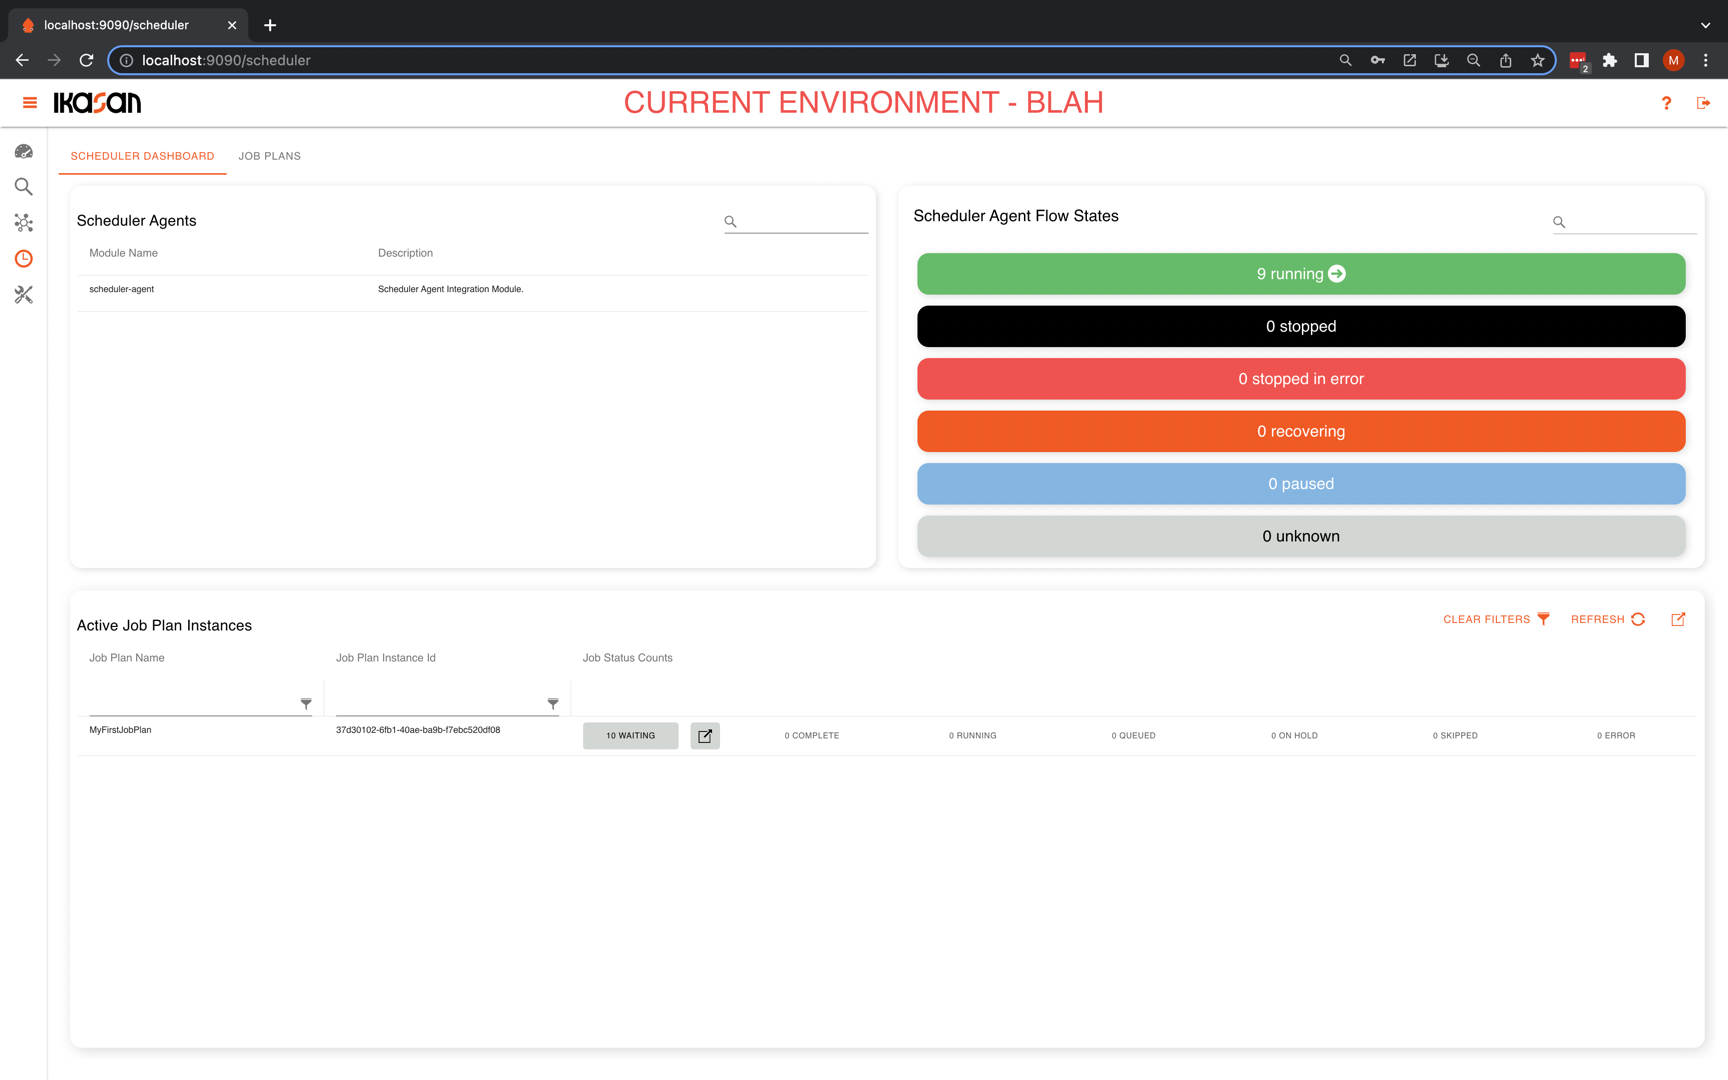 localhost:9090/scheduler
localhost:9090/scheduler
2
M
IKASAN
CURRENT ENVIRONMENT - BLAH
?
SCHEDULER DASHBOARD
JOB PLANS
Scheduler Agents
Module Name
Description
scheduler-agent
Scheduler Agent Integration Module.
Scheduler Agent Flow States
9 running
0 stopped
0 stopped in error
0 recovering
0 paused
0 unknown
Active Job Plan Instances
CLEAR FILTERS
REFRESH
Job Plan Name
Job Plan Instance Id
Job Status Counts
MyFirstJobPlan
37d30102-6fb1-40ae-ba9b-f7ebc520df08
10 WAITING
0 COMPLETE
0 RUNNING
0 QUEUED
0 ON HOLD
0 SKIPPED
0 ERROR